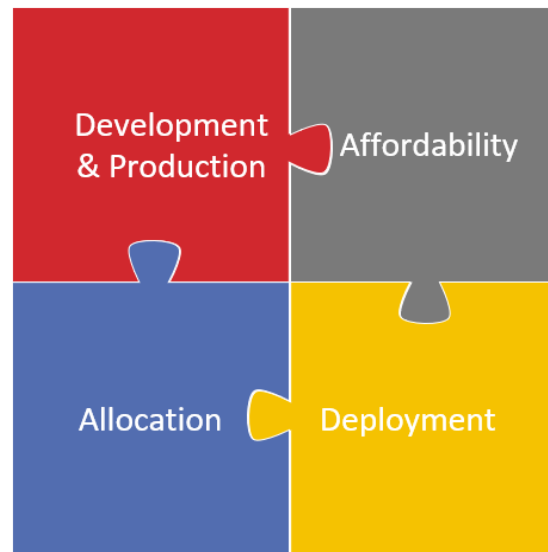 Development
& Production
Affordability
Allocation
Deployment